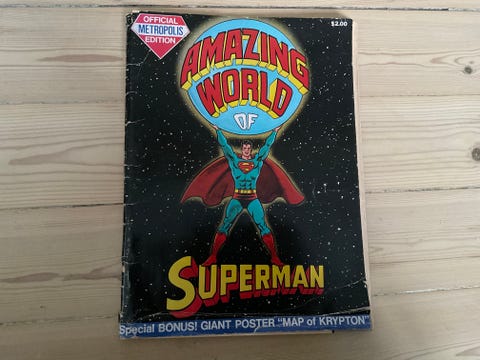 OFFICIAL
METROPOLIS
EDITION
$2.00
AMAZING
WORLD
OF
SUPERMAN
Special BONUS! GIANT POSTER "MAP of KRYPTON"